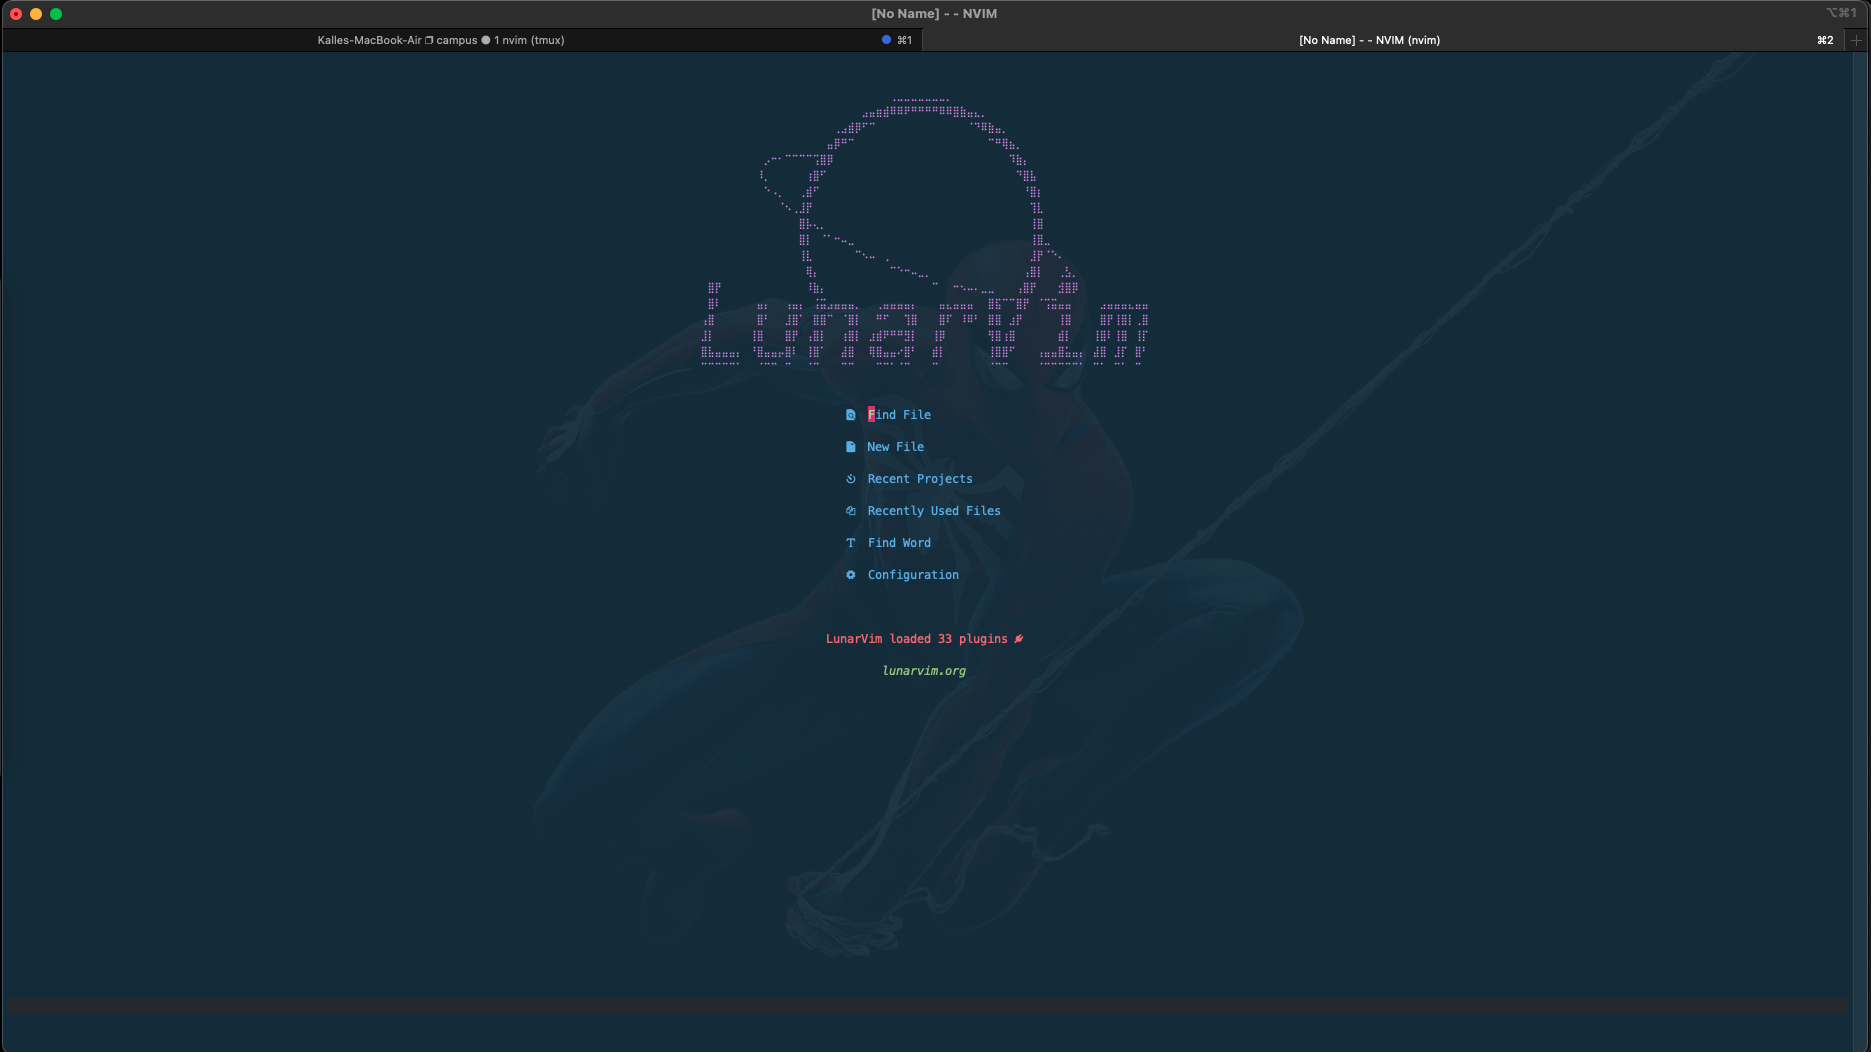 [No Name] - - NVIM
⌥⌘1
Kalles-MacBook-Air ❐ campus ● 1 nvim (tmux)
⌘1
[No Name] - - NVIM (nvim)
⌘2
LunarVim
Find File
New File
Recent Projects
Recently Used Files
Find Word
Configuration
LunarVim loaded 33 plugins
lunarvim.org